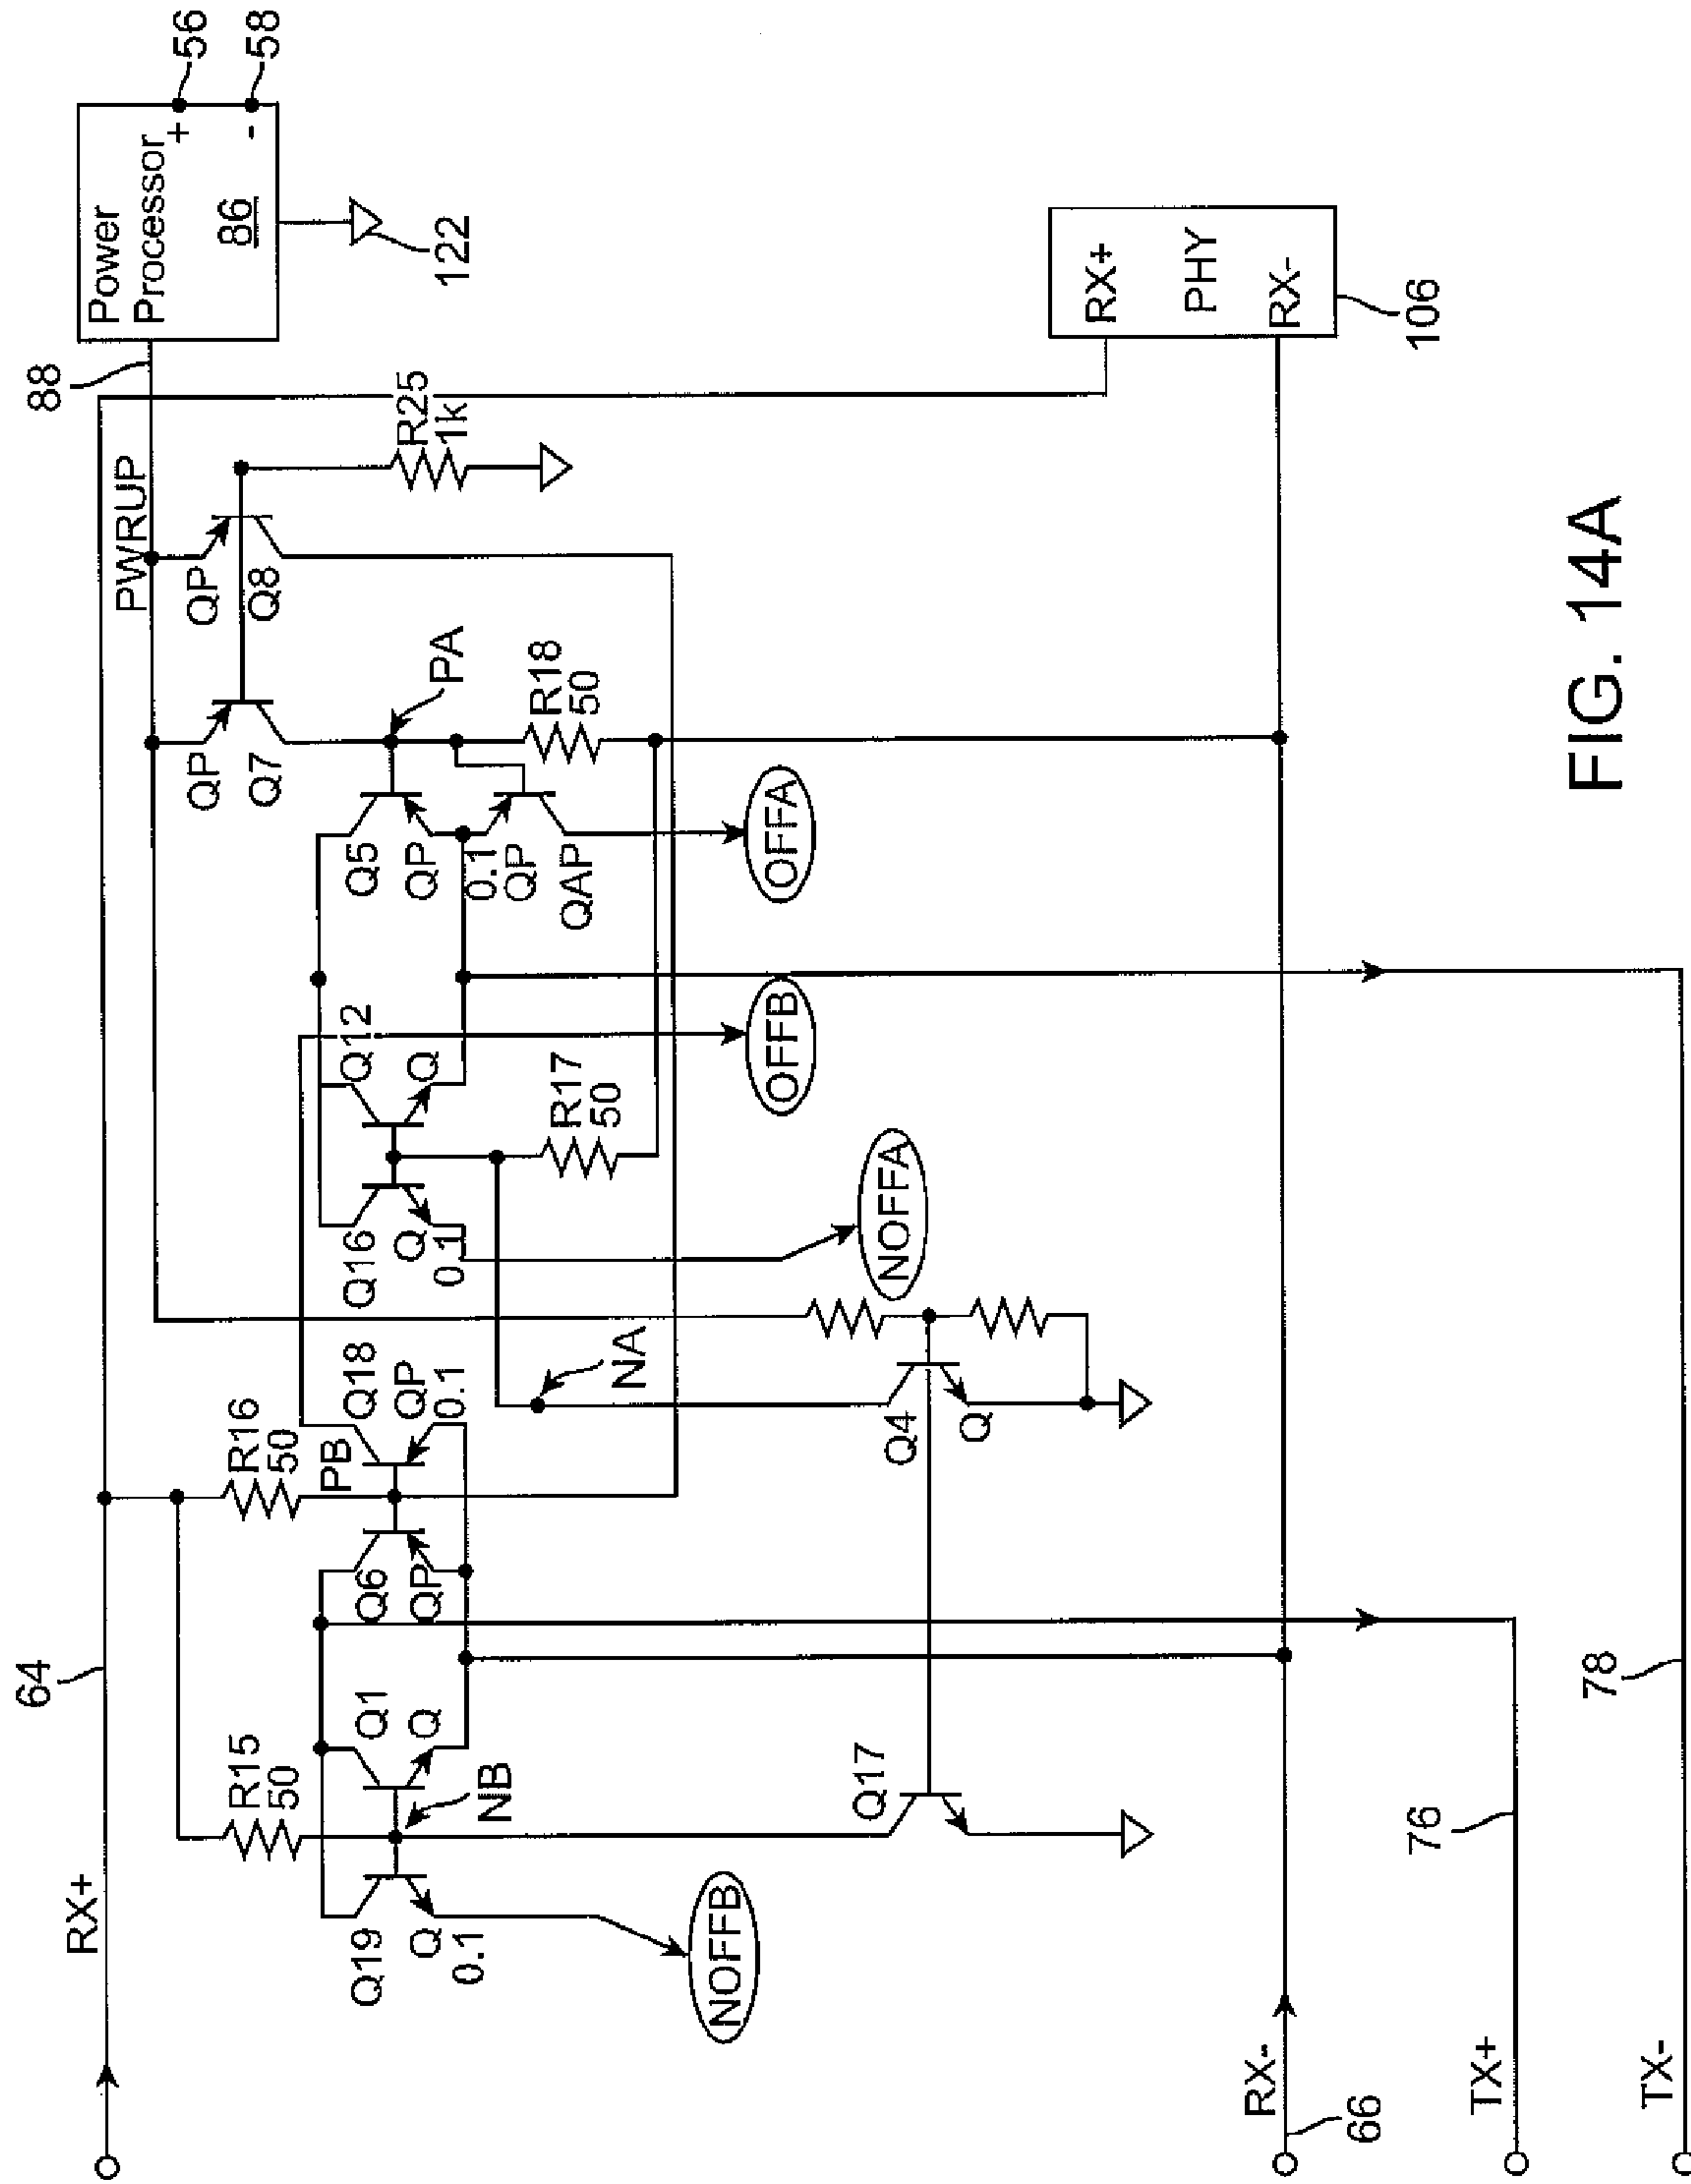 RX+
64
88
PWRUP
Power
Processor
86
+
-
56
58
122
R15
50
R16
50
Q19
Q
0.1
Q1
Q
NB
Q6
QP
PB
Q18
QP
0.1
Q16
Q
0.1
Q12
Q
R17
50
Q5
QP
0.1
QP
QAP
PA
R18
50
QP
Q7
QP
Q8
R25
1k
NOFFB
Q17
Q4
Q
NA
NOFFA
OFFB
OFFA
RX+
PHY
RX-
106
RX-
66
TX+
76
TX-
78
FIG. 14A